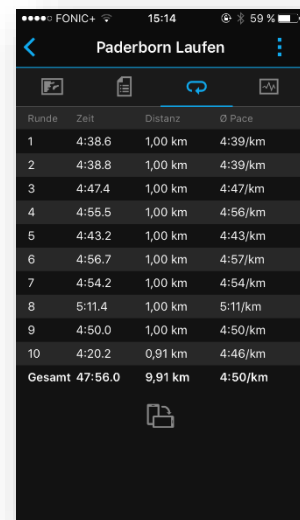 FONIC+ 15:14 59 %
Paderborn Laufen
Runde Zeit Distanz Ø Pace
1 4:38.6 1,00 km 4:39/km
2 4:38.8 1,00 km 4:39/km
3 4:47.4 1,00 km 4:47/km
4 4:55.5 1,00 km 4:56/km
5 4:43.2 1,00 km 4:43/km
6 4:56.7 1,00 km 4:57/km
7 4:54.2 1,00 km 4:54/km
8 5:11.4 1,00 km 5:11/km
9 4:50.0 1,00 km 4:50/km
10 4:20.2 0,91 km 4:46/km
Gesamt 47:56.0 9,91 km 4:50/km